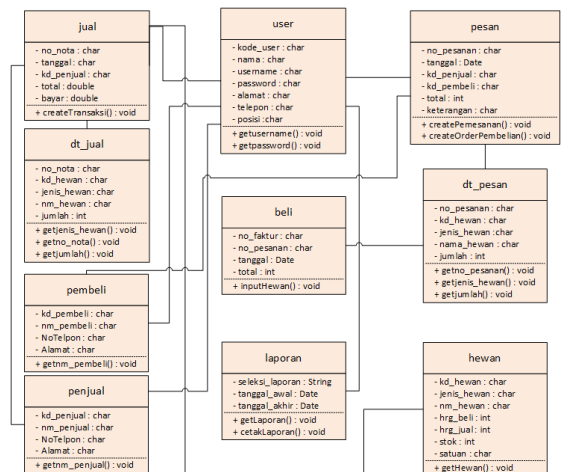 jual
- no_nota : char
- tanggal : char
- kd_penjual : char
- total : double
- bayar : double
+ createTransaksi() : void
user
- kode_user : char
- nama : char
- username : char
- password : char
- alamat : char
- telepon : char
- posisi : char
+ getusername() : void
+ getpassword() : void
pesan
- no_pesanan : char
- tanggal : Date
- kd_penjual : char
- kd_pembeli : char
- total : int
- keterangan : char
+ createPemesanan() : void
+ createOrderPembelian() : void
dt_jual
- no_nota : char
- kd_hewan : char
- jenis_hewan: char
- nm_hewan : char
- jumlah : int
+ getjenis_hewan() : void
+ getno_nota() : void
+ getjumlah() : void
beli
- no_faktur : char
- no_pesanan : char
- tanggal : Date
- total : int
+ inputHewan() : void
dt_pesan
- no_pesanan : char
- kd_hewan : char
- jenis_hewan :char
- nama_hewan : char
- jumlah : int
+ getno_pesanan() : void
+ getjenis_hewan() : void
+ getjumlah() : void
pembeli
- kd_pembeli : char
- nm_pembeli : char
- NoTelpon : char
- Alamat : char
+ getnm_pembeli() : void
laporan
- seleksi_laporan : String
- tanggal_awal : Date
- tanggal_akhir : Date
+ getLaporan() : void
+ cetakLaporan() : void
hewan
- kd_hewan : char
- jenis_hewan : char
- nm_hewan : char
- hrg_beli : int
- hrg_jual : int
- stok : int
- satuan : char
+ getHewan() : void
penjual
- kd_penjual : char
- nm_penjual : char
- NoTelpon : char
- Alamat : char
+ getnm_penjual() : void